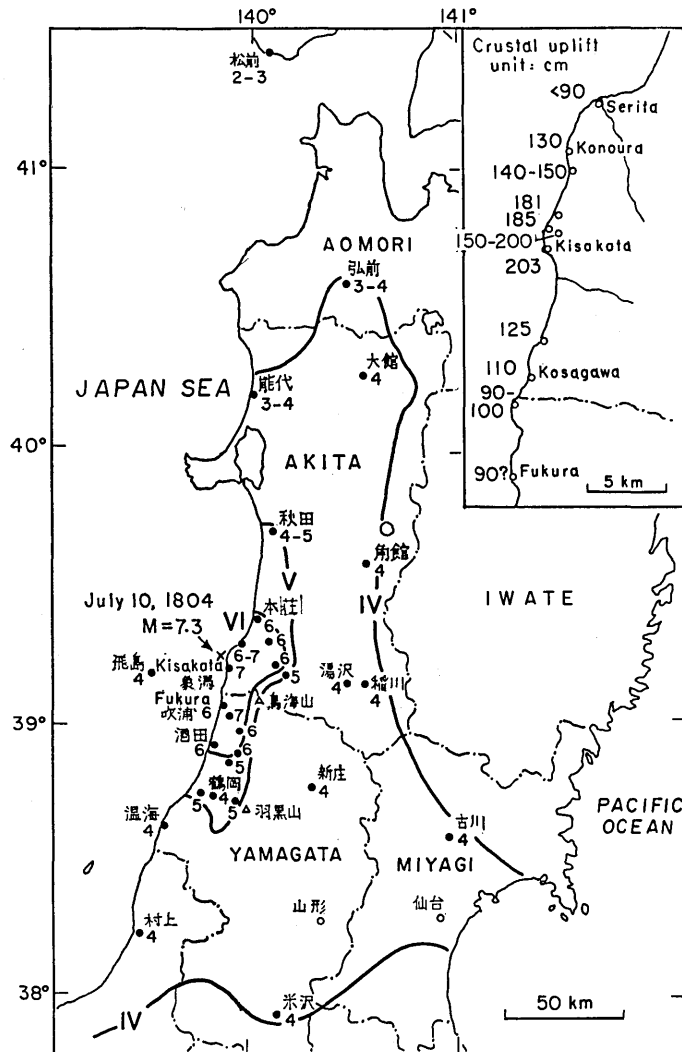 140°
141°
松前
2-3
Crustal uplift
unit: cm
<90
Serita
130
Konoura
140-150
181
185
150-200
Kisakata
203
125
110
Kosagawa
90-
100
90?
Fukura
5 km
41°
AOMORI
弘前
3-4
大館
4
JAPAN SEA
能代
3-4
40°
AKITA
秋田
4-5
V
角館
4
IV
IWATE
July 10, 1804
M=7.3
VI
本荘
6
6
6-7
6
5
飛島
4
Kisakata
7
象潟
湯沢
4
稲川
4
39°
Fukura
吹浦
6
7
鳥海山
6
酒田
6
6
5
鶴岡
4
5
5
羽黒山
新庄
4
温海
4
古川
4
PACIFIC
OCEAN
YAMAGATA
MIYAGI
山形
仙台
村上
4
38°
IV
米沢
4
50 km